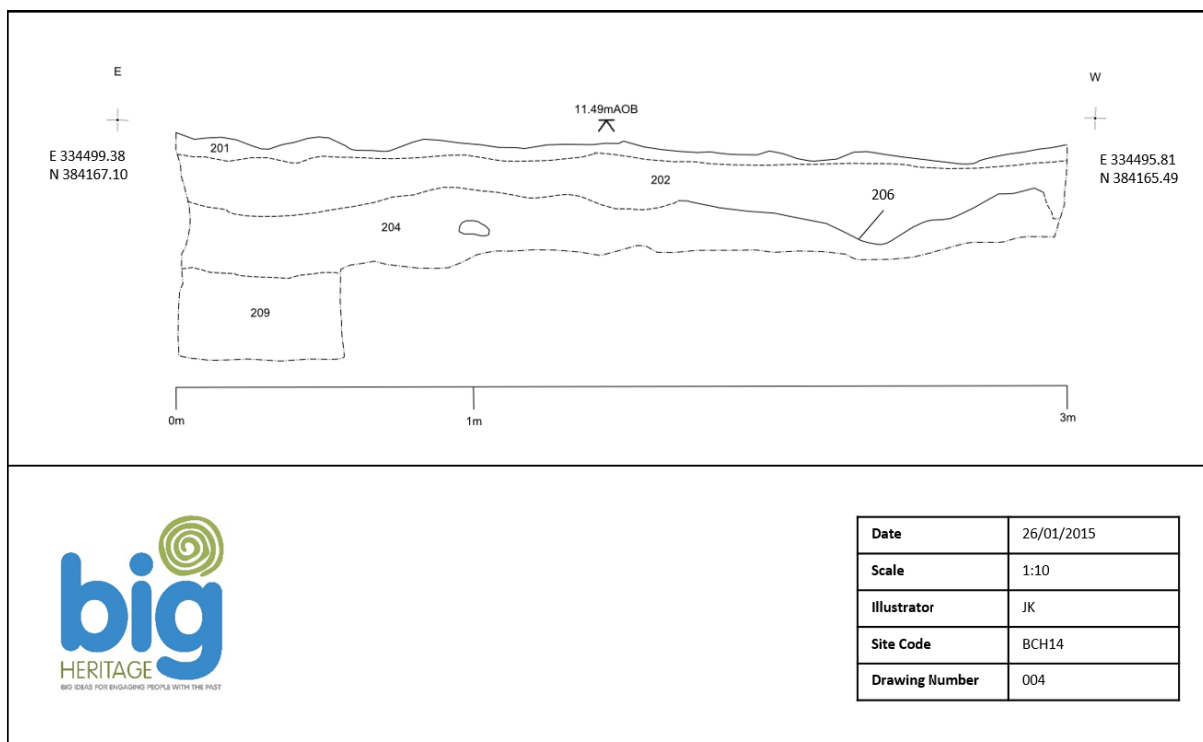 E
W
11.49mAOB
E 334499.38
N 384167.10
E 334495.81
N 384165.49
201
202
206
204
209
0m
1m
3m
big
HERITAGE
BIG IDEAS FOR ENGAGING PEOPLE WITH THE PAST
Date 26/01/2015
Scale 1:10
Illustrator JK
Site Code BCH14
Drawing Number 004